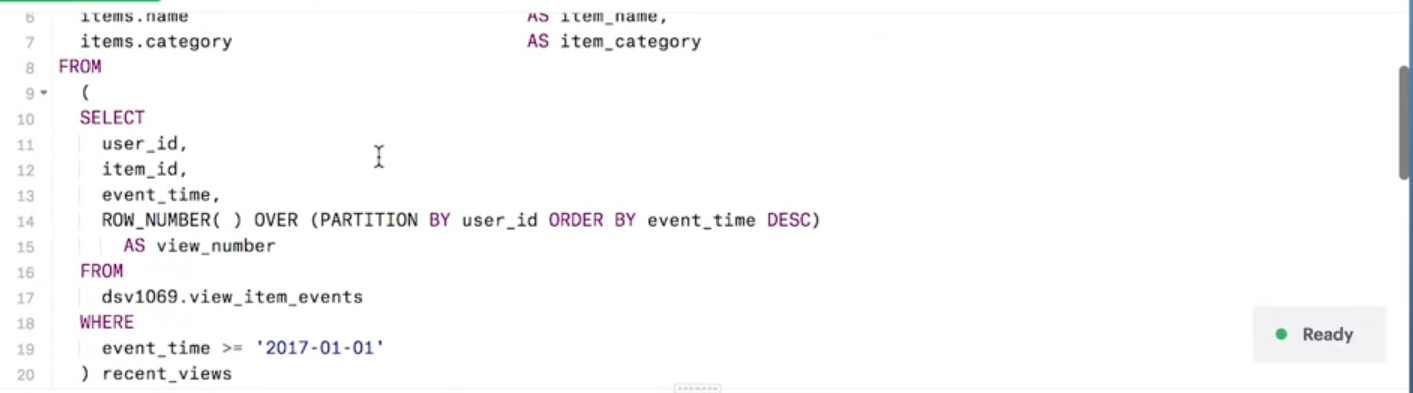 6 items.name AS item_name,
7 items.category AS item_category
8 FROM
9 (
10 SELECT
11 user_id,
12 item_id,
13 event_time,
14 ROW_NUMBER( ) OVER (PARTITION BY user_id ORDER BY event_time DESC)
15 AS view_number
16 FROM
17 dsv1069.view_item_events
18 WHERE
19 event_time >= '2017-01-01'
Ready
20 ) recent_views